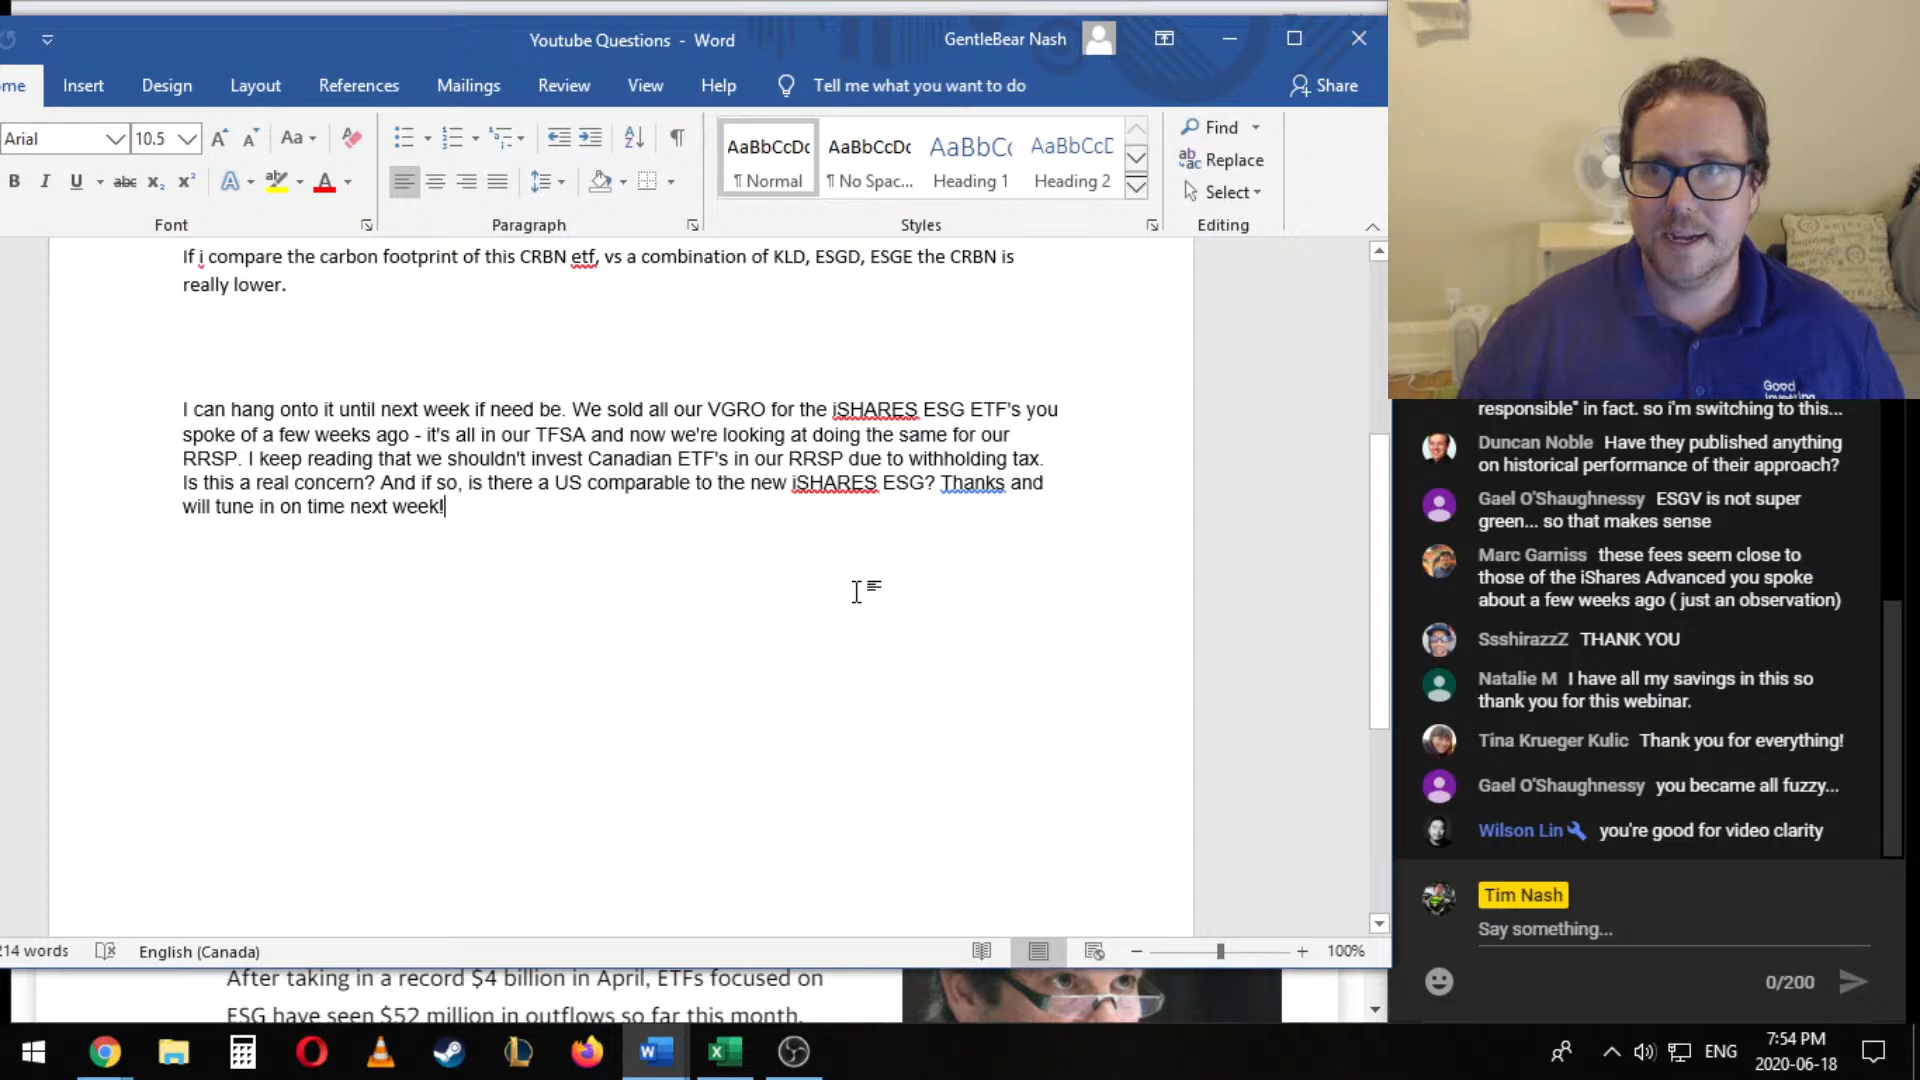 Youtube Questions - Word
GentleBear Nash
ome
Insert
Design
Layout
References
Mailings
Review
View
Help
Tell me what you want to do
Share
Arial
10.5
Aa
B I U abc x₂ x²
A
Font
Paragraph
AaBbCcDc
¶ Normal
AaBbCcDc
¶ No Spac...
AaBbC
Heading 1
AaBbCcD
Heading 2
Styles
Find
Replace
Select
Editing
If i compare the carbon footprint of this CRBN etf, vs a combination of KLD, ESGD, ESGE the CRBN is
really lower.
I can hang onto it until next week if need be. We sold all our VGRO for the iSHARES ESG ETF's you
spoke of a few weeks ago - it's all in our TFSA and now we're looking at doing the same for our
RRSP. I keep reading that we shouldn't invest Canadian ETF's in our RRSP due to withholding tax.
Is this a real concern? And if so, is there a US comparable to the new iSHARES ESG? Thanks and
will tune in on time next week!
214 words
English (Canada)
100%
After taking in a record $4 billion in April, ETFs focused on
ESG have seen $52 million in outflows so far this month.
Good
Investing
responsible" in fact. so i'm switching to this...
Duncan Noble Have they published anything
on historical performance of their approach?
Gael O'Shaughnessy ESGV is not super
green... so that makes sense
Marc Garniss these fees seem close to
those of the iShares Advanced you spoke
about a few weeks ago ( just an observation)
SsshirazzZ THANK YOU
Natalie M I have all my savings in this so
thank you for this webinar.
Tina Krueger Kulic Thank you for everything!
Gael O'Shaughnessy you became all fuzzy...
Wilson Lin you're good for video clarity
Tim Nash
Say something...
0/200
ENG
7:54 PM
2020-06-18